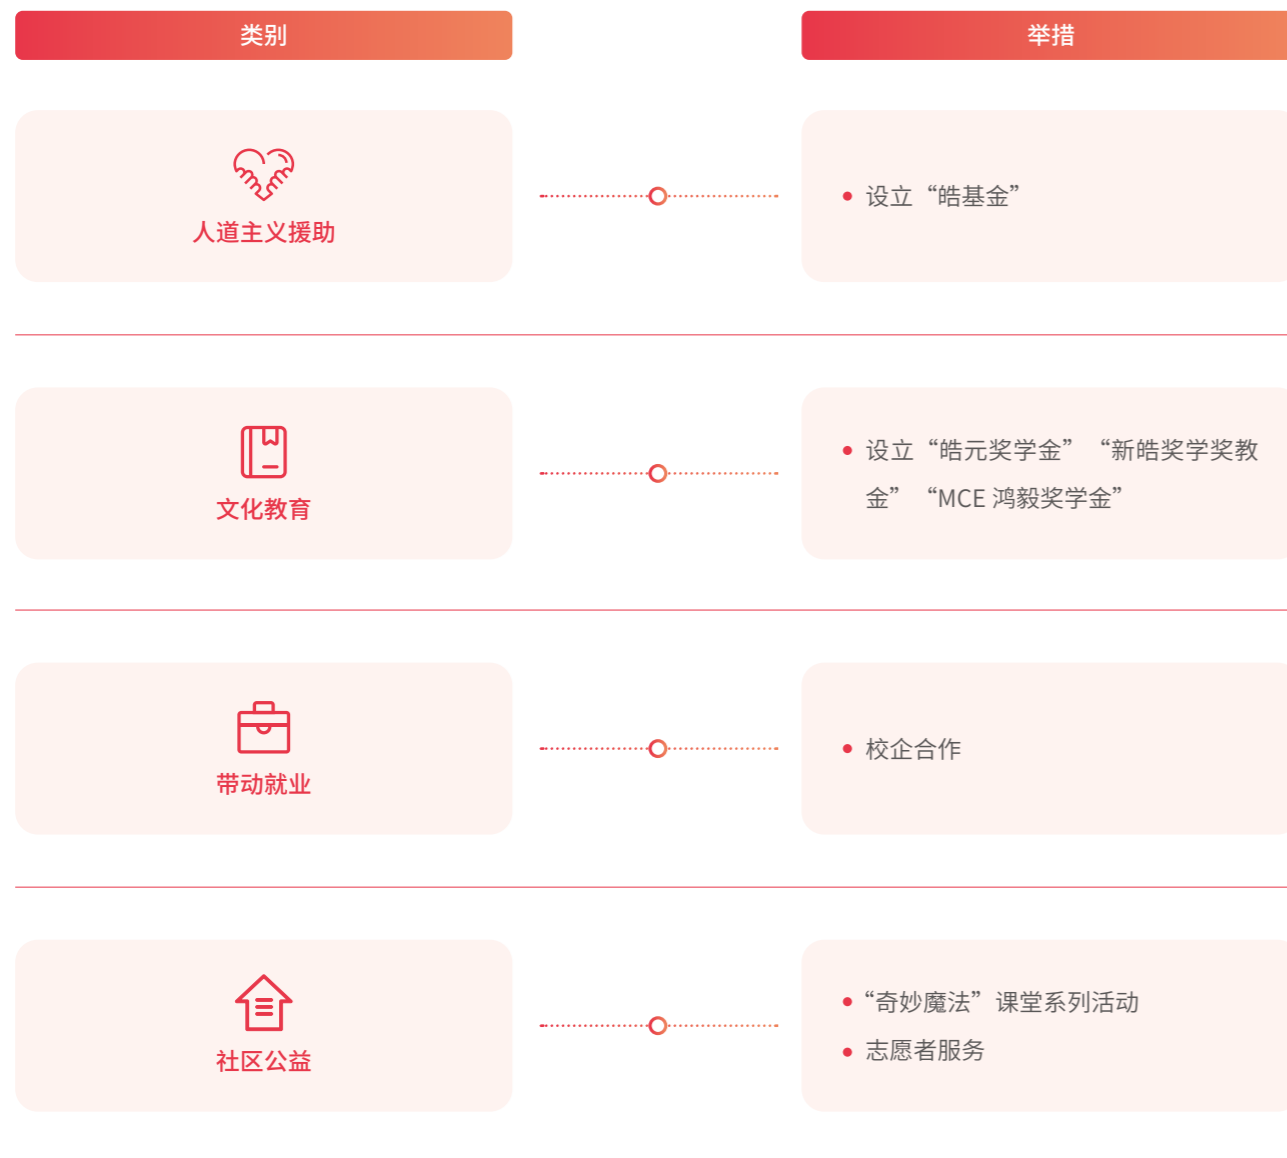 类别
举措
人道主义援助
设立“皓基金”
文化教育
设立“皓元奖学金” “新皓奖学奖教
金” “MCE 鸿毅奖学金”
带动就业
校企合作
社区公益
“奇妙魔法”课堂系列活动
志愿者服务